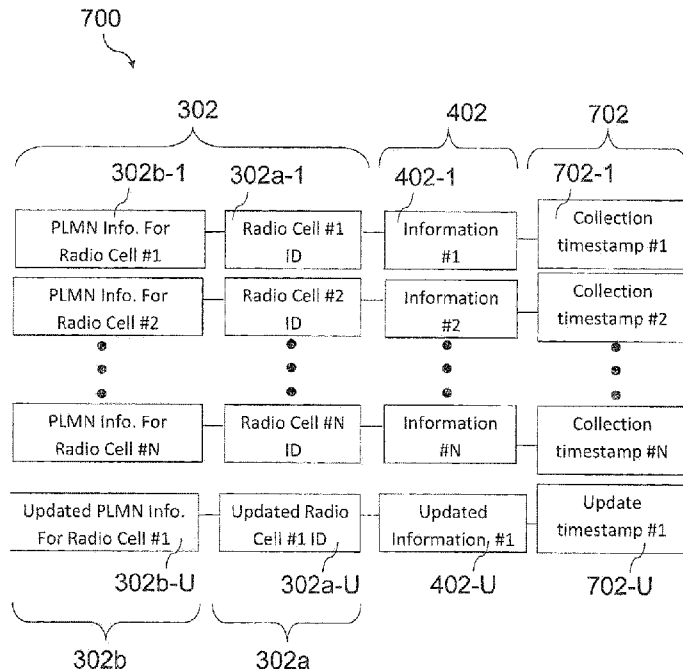 700
302
402
702
302b-1
302a-1
402-1
702-1
PLMN Info. For
Radio Cell #1
Radio Cell #1
ID
Information
#1
Collection
timestamp #1
PLMN Info. For
Radio Cell #2
Radio Cell #2
ID
Information
#2
Collection
timestamp #2
PLMN Info. For
Radio Cell #N
Radio Cell #N
ID
Information
#N
Collection
timestamp #N
Updated PLMN Info.
For Radio Cell #1
Updated Radio
Cell #1 ID
Updated
Information #1
Update
timestamp #1
302b-U
302a-U
402-U
702-U
302b
302a